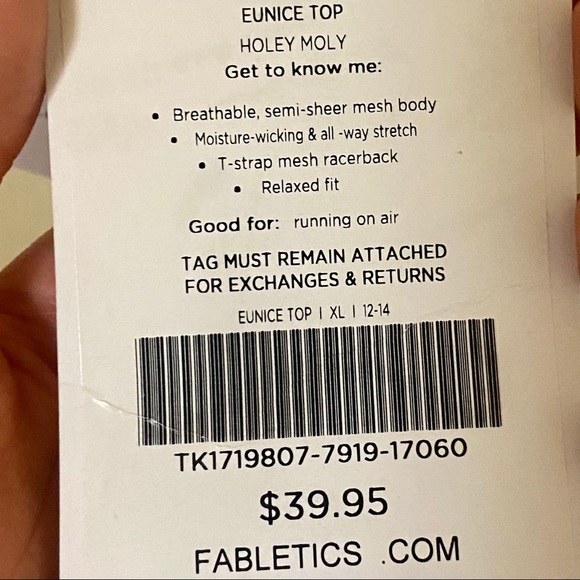 EUNICE TOP
HOLEY MOLY
Get to know me:
• Breathable, semi-sheer mesh body
• Moisture-wicking & all -way stretch
• T-strap mesh racerback
• Relaxed fit
Good for: running on air
TAG MUST REMAIN ATTACHED
FOR EXCHANGES & RETURNS
EUNICE TOP | XL | 12-14
TK1719807-7919-17060
$39.95
FABLETICS .COM